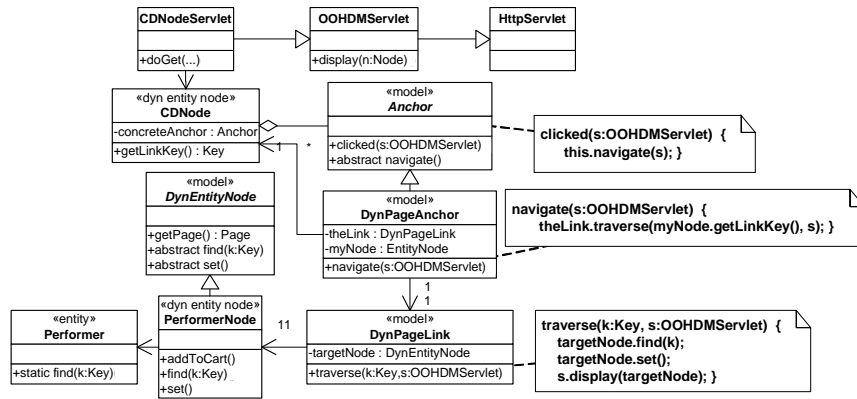 CDNodeServlet
+doGet(...)
OOHDMServlet
+display(n:Node)
HttpServlet
«dyn entity node»
CDNode
-concreteAnchor : Anchor
+getLinkKey() : Key
1
*
«model»
Anchor
+clicked(s:OOHDMServlet)
+abstract navigate()
clicked(s:OOHDMServlet) {
this.navigate(s); }
«model»
DynEntityNode
+getPage() : Page
+abstract find(k:Key)
+abstract set()
«model»
DynPageAnchor
-theLink : DynPageLink
-myNode : EntityNode
+navigate(s:OOHDMServlet)
navigate(s:OOHDMServlet) {
theLink.traverse(myNode.getLinkKey(), s); }
1
1
«entity»
Performer
+static find(k:Key)
«dyn entity node»
PerformerNode
+addToCart()
+find(k:Key)
+set()
11
«model»
DynPageLink
-targetNode : DynEntityNode
+traverse(k:Key,s:OOHDMServlet)
traverse(k:Key, s:OOHDMServlet) {
targetNode.find(k);
targetNode.set();
s.display(targetNode); }